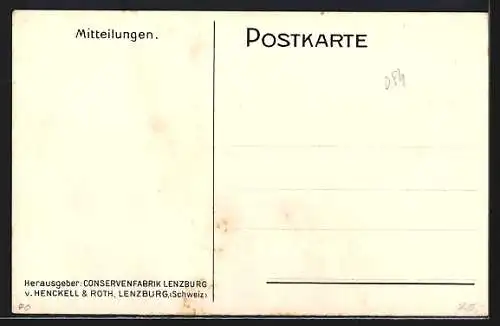 Mitteilungen.
POSTKARTE
Herausgeber: CONSERVENFABRIK LENZBURG
v. HENCKELL & ROTH, LENZBURG, (Schweiz)